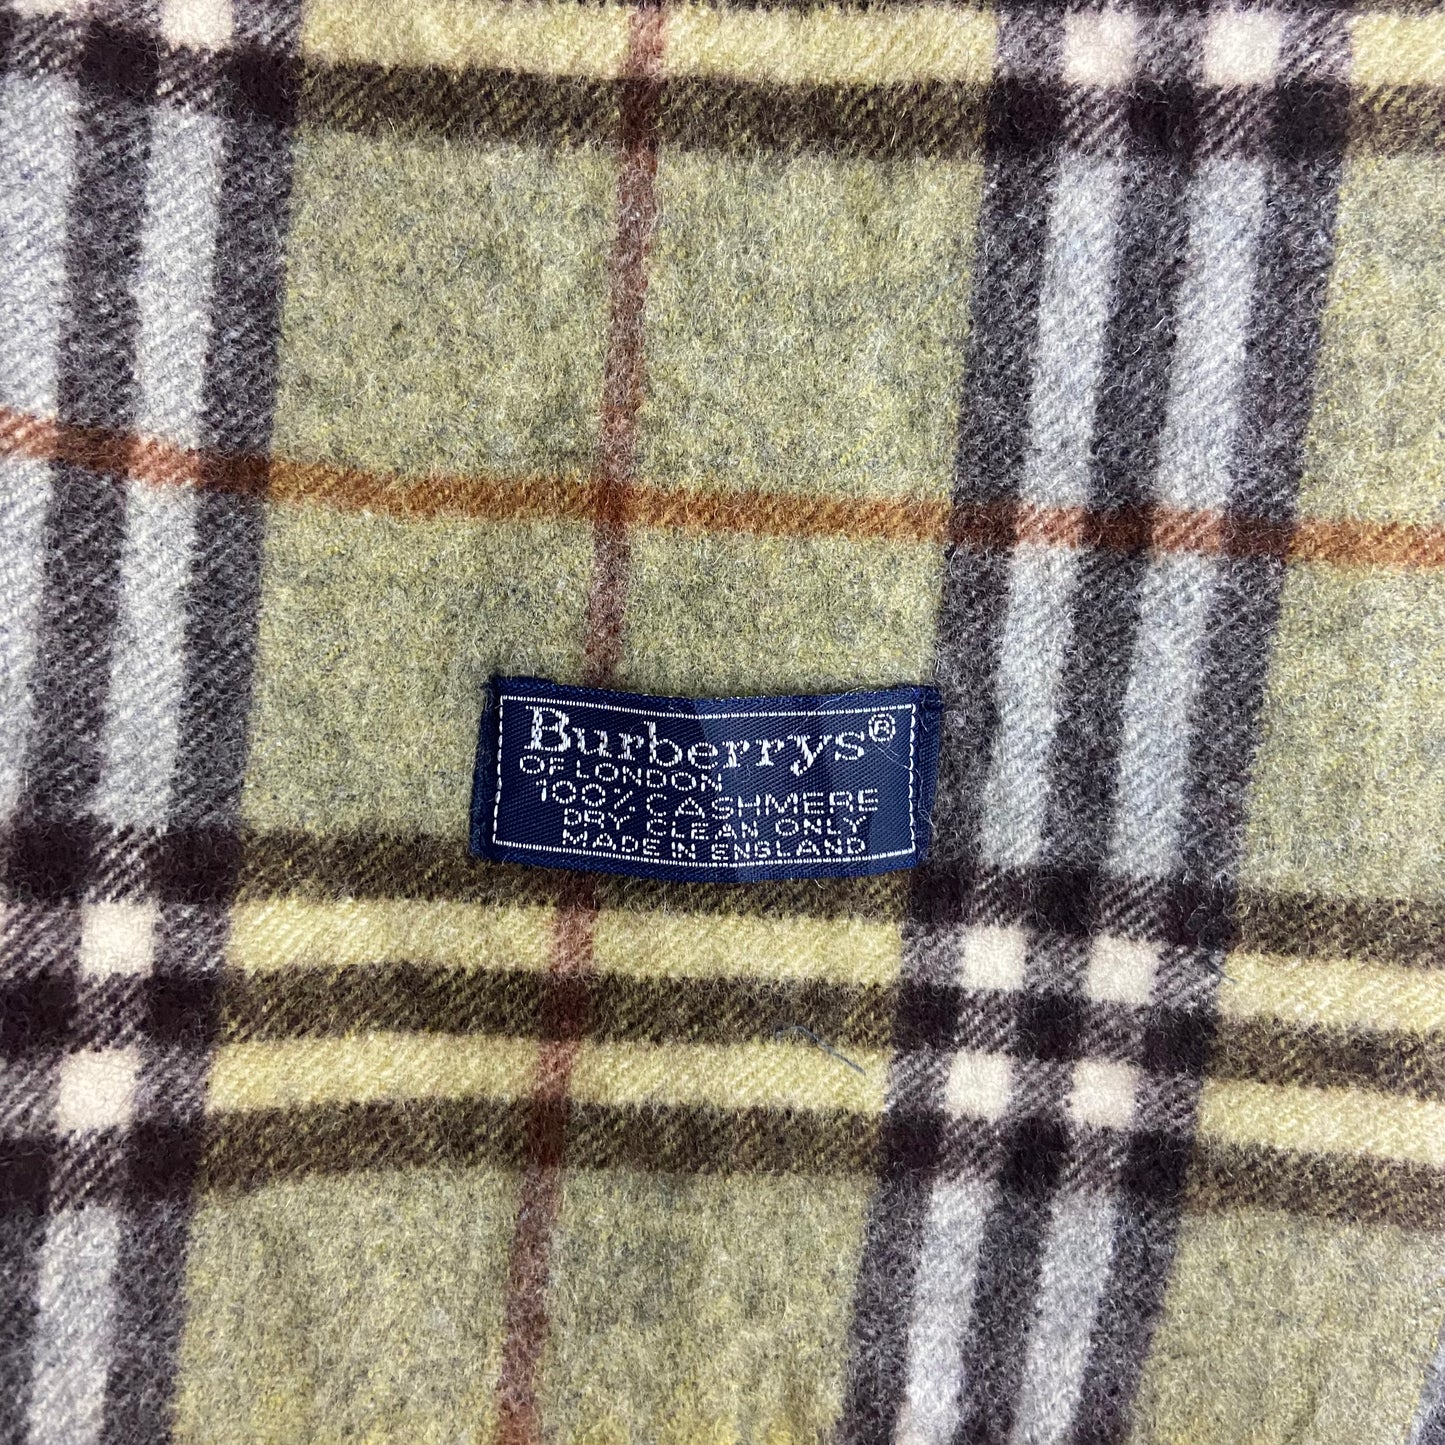 Burberrys®
OF LONDON
100% CASHMERE
DRY CLEAN ONLY
MADE IN ENGLAND